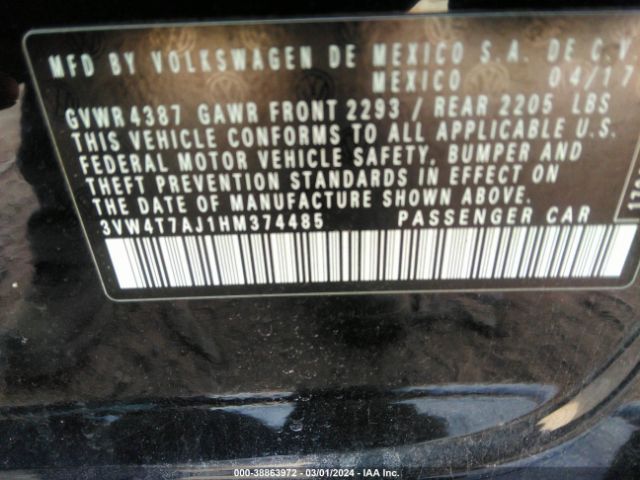 MFD BY VOLKSWAGEN DE MEXICO S.A. DE C.V
MEXICO 04/17
GVWR 4387 GAWR FRONT 2293 / REAR 2205 LBS
THIS VEHICLE CONFORMS TO ALL APPLICABLE U.S.
FEDERAL MOTOR VEHICLE SAFETY, BUMPER AND
THEFT PREVENTION STANDARDS IN EFFECT ON
THE DATE OF MANUFACTURE SHOWN ABOVE.
3VW4T7AJ1HM374485 PASSENGER CAR
000-38863972 — 03/01/2024 — IAA Inc.